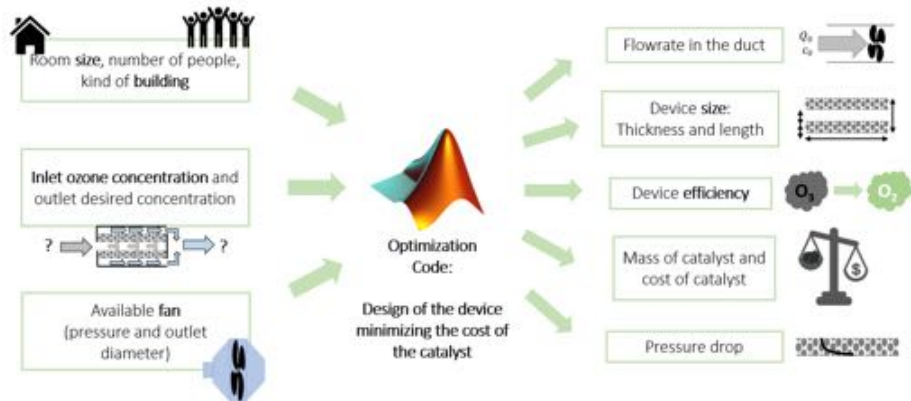 Room size, number of people,
kind of building
Inlet ozone concentration and
outlet desired concentration
?
?
Available fan
(pressure and outlet
diameter)
Optimization
Code:
Design of the device
minimizing the cost of
the catalyst
Flowrate in the duct
Device size:
Thickness and length
Device efficiency
O₃
O₂
Mass of catalyst and
cost of catalyst
$
Pressure drop